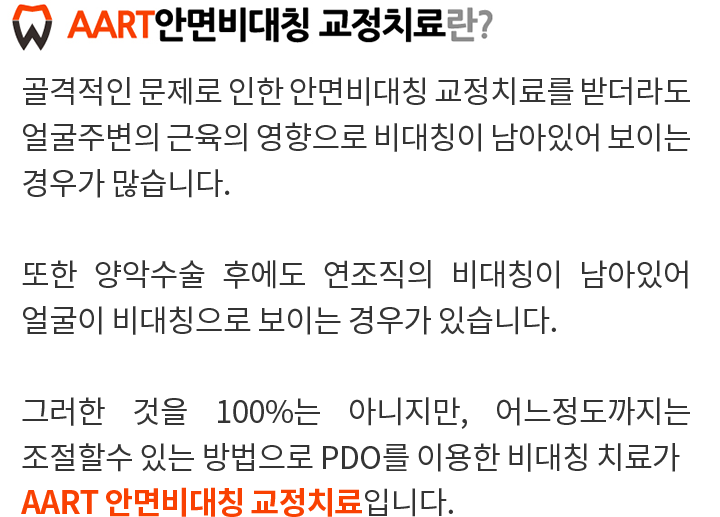 AART안면비대칭 교정치료란?
골격적인 문제로 인한 안면비대칭 교정치료를 받더라도
얼굴주변의 근육의 영향으로 비대칭이 남아있어 보이는
경우가 많습니다.
또한 양악수술 후에도 연조직의 비대칭이 남아있어
얼굴이 비대칭으로 보이는 경우가 있습니다.
그러한 것을 100%는 아니지만, 어느정도까지는
조절할수 있는 방법으로 PDO를 이용한 비대칭 치료가
AART 안면비대칭 교정치료입니다.